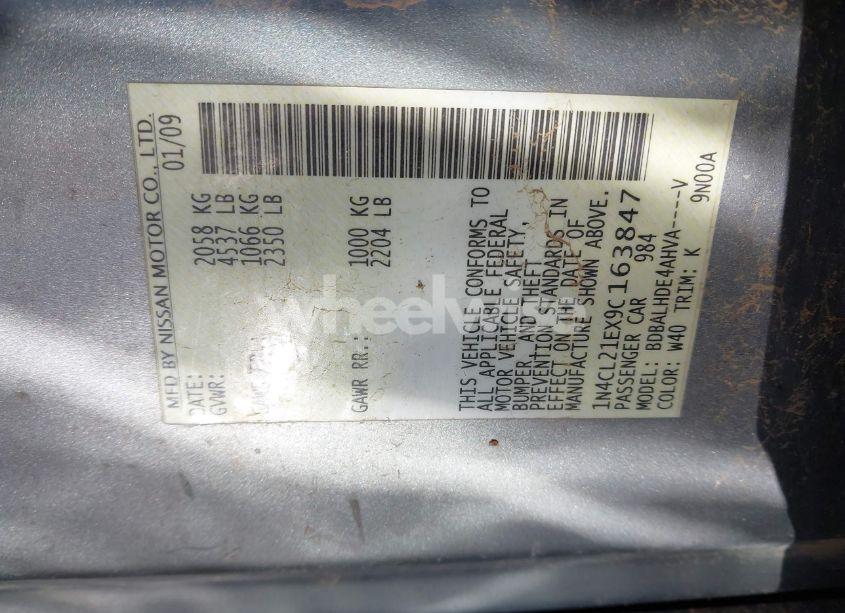 MFD BY NISSAN MOTOR CO., LTD.
DATE: 01/09
GVWR: 2058 KG
4537 LB
1066 KG
2350 LB
GAWR RR: 1000 KG
2204 LB
THIS VEHICLE CONFORMS TO
ALL APPLICABLE FEDERAL
MOTOR VEHICLE SAFETY,
BUMPER, AND THEFT
PREVENTION STANDARDS IN
EFFECT ON THE DATE OF
MANUFACTURE SHOWN ABOVE.
1N4CL21EX9C163847
PASSENGER CAR 984
MODEL: BDBALHDE4AHVA----V
COLOR: W40 TRIM: K 9N00A